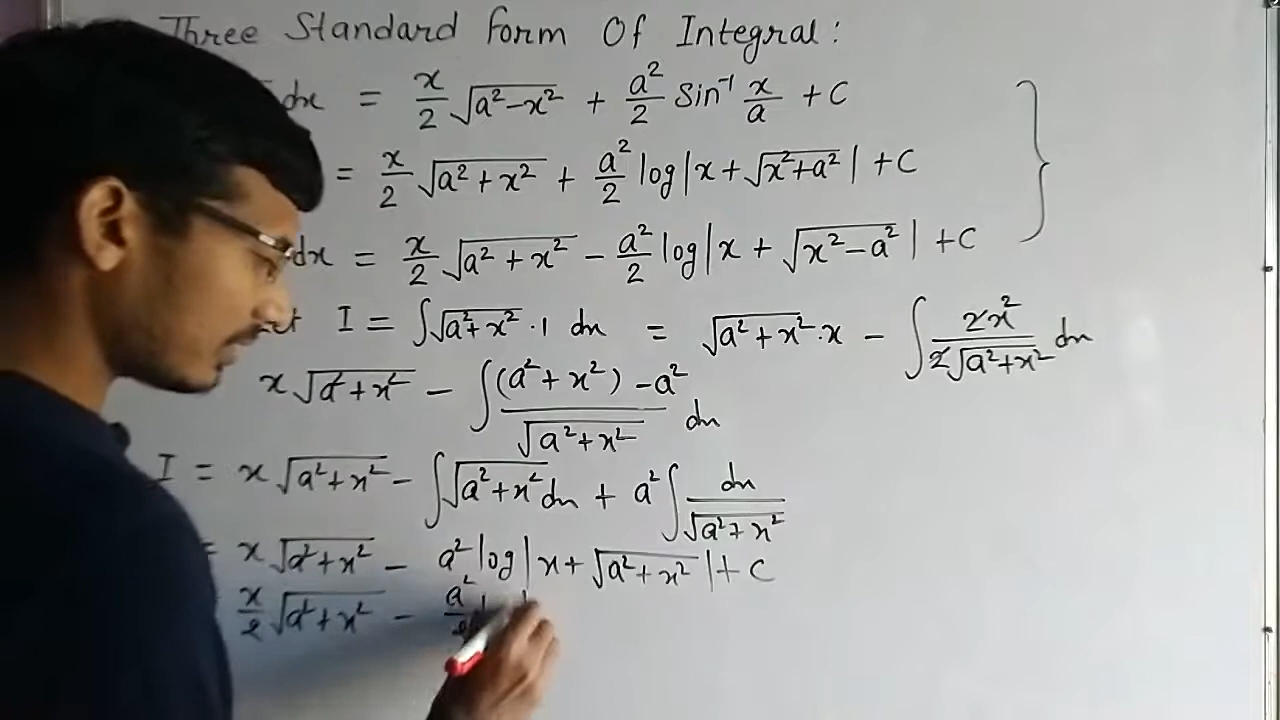 Three Standard form Of Integral :
dx = x/2 √(a²-x²) + a²/2 Sin⁻¹ x/a + C
= x/2 √(a²+x²) + a²/2 log|x + √(x²+a²)| + C
dx = x/2 √(a²+x²) - a²/2 log|x + √(x²-a²)| + C
I = ∫√(a²+x²) · 1 dx = √(a²+x²) · x - ∫ 2x²/(2√(a²+x²)) dx
x √(a²+x²) - ∫ ((a²+x²) - a²)/√(a²+x²) dx
I = x √(a²+x²) - ∫√(a²+x²) dx + a² ∫ dx/√(a²+x²)
= x √(a²+x²) - a² log|x + √(a²+x²)| + C
x/2 √(a²+x²) - a²/2